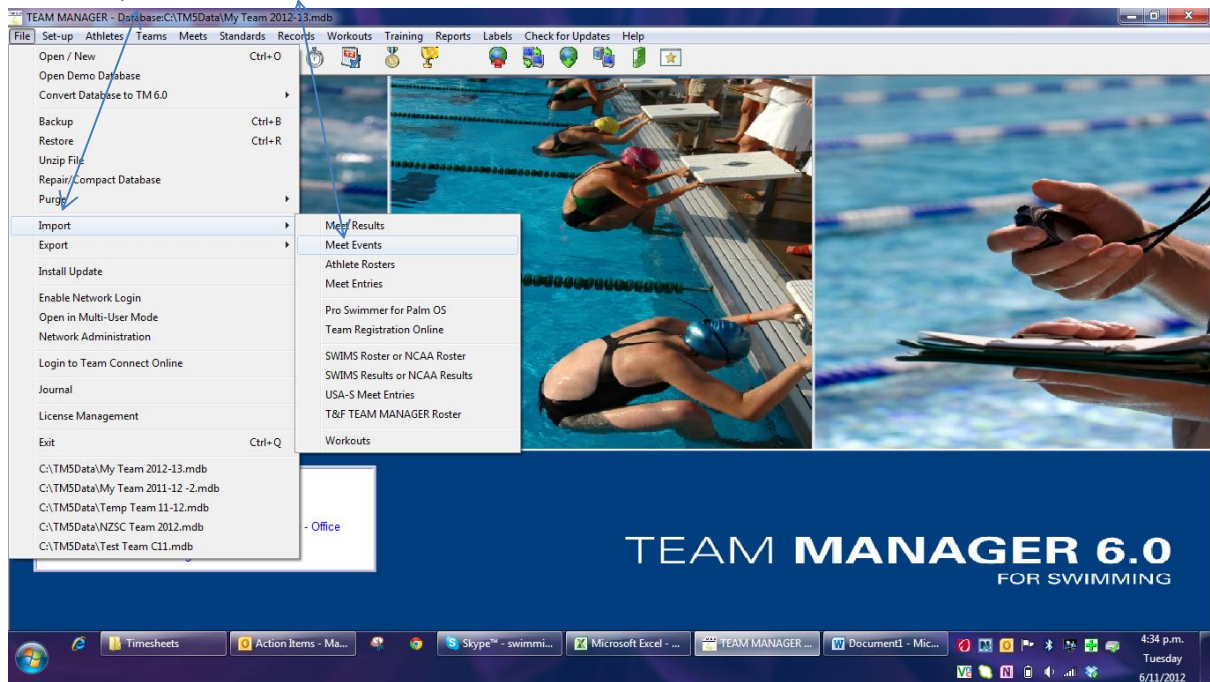 TEAM MANAGER - Database:C:\TM5Data\My Team 2012-13.mdb
File Set-up Athletes Teams Meets Standards Records Workouts Training Reports Labels Check for Updates Help
Open / New Ctrl+O
Open Demo Database
Convert Database to TM 6.0
Backup Ctrl+B
Restore Ctrl+R
Unzip File
Repair/Compact Database
Purge
Import
Export
Install Update
Enable Network Login
Open in Multi-User Mode
Network Administration
Login to Team Connect Online
Journal
License Management
Exit Ctrl+Q
C:\TM5Data\My Team 2012-13.mdb
C:\TM5Data\My Team 2011-12 -2.mdb
C:\TM5Data\Temp Team 11-12.mdb
C:\TM5Data\NZSC Team 2012.mdb
C:\TM5Data\Test Team C11.mdb
Meet Results
Meet Events
Athlete Rosters
Meet Entries
Pro Swimmer for Palm OS
Team Registration Online
SWIMS Roster or NCAA Roster
SWIMS Results or NCAA Results
USA-S Meet Entries
T&F TEAM MANAGER Roster
Workouts
- Office
TEAM MANAGER 6.0
FOR SWIMMING
Timesheets
Action Items - Ma...
Skype™ - swimmi...
Microsoft Excel - ...
TEAM MANAGER ...
Document1 - Mic...
4:34 p.m.
Tuesday
6/11/2012